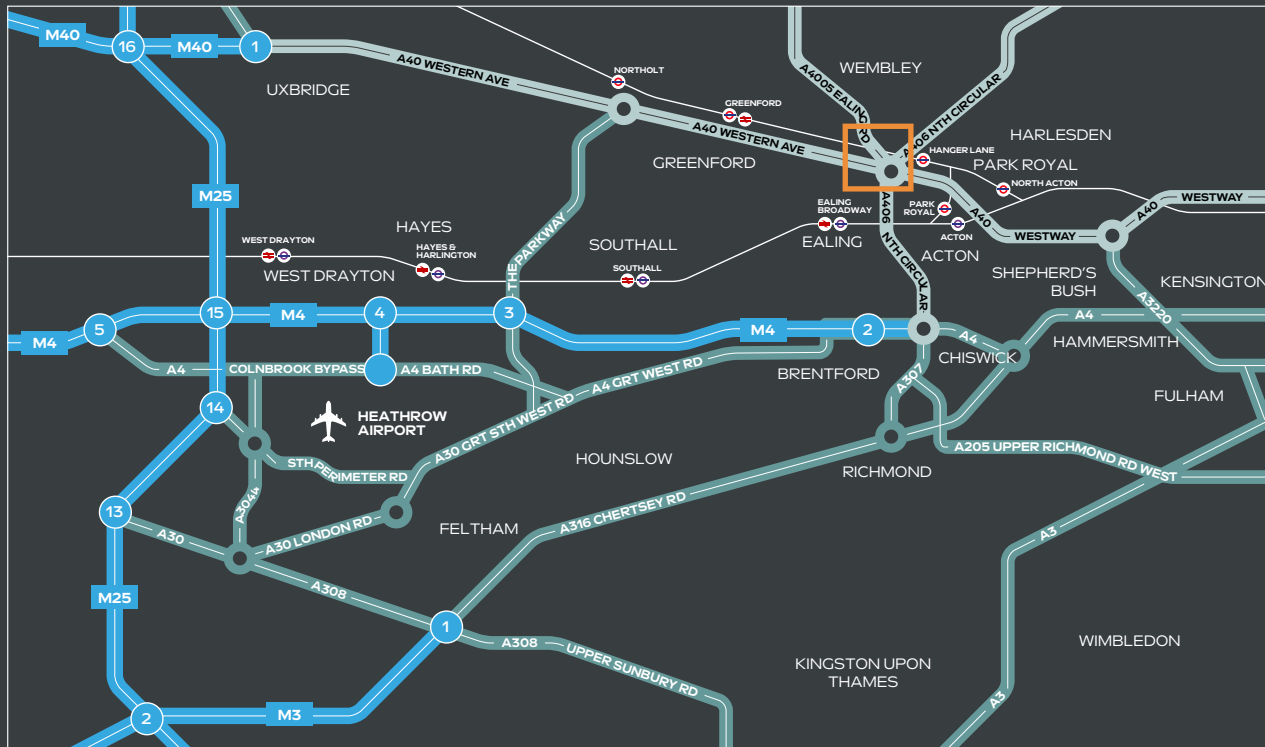 M40
16
M40
1
UXBRIDGE
A40 WESTERN AVE
NORTHOLT
GREENFORD
A40 WESTERN AVE
GREENFORD
A4005 EALING RD
WEMBLEY
A406 NTH CIRCULAR
HARLESDEN
HANGER LANE
PARK ROYAL
NORTH ACTON
M25
EALING
BROADWAY
EALING
PARK
ROYAL
A40
ACTON
ACTON
WESTWAY
A40
WESTWAY
A406 NTH CIRCULAR
HAYES
WEST DRAYTON
WEST DRAYTON
HAYES &
HARLINGTON
THE PARKWAY
SOUTHALL
SOUTHALL
SHEPHERD'S
BUSH
KENSINGTON
A3220
M4
5
15
M4
4
3
M4
2
A4
CHISWICK
A4
HAMMERSMITH
A4
COLNBROOK BYPASS
A4 BATH RD
A4 GRT WEST RD
BRENTFORD
A307
FULHAM
14
HEATHROW
AIRPORT
A30 GRT STH WEST RD
STH PERIMETER RD
HOUNSLOW
RICHMOND
A205 UPPER RICHMOND RD WEST
A3044
13
A30
A30 LONDON RD
FELTHAM
A316 CHERTSEY RD
A3
M25
A308
1
A308
UPPER SUNBURY RD
WIMBLEDON
KINGSTON UPON
THAMES
A3
2
M3